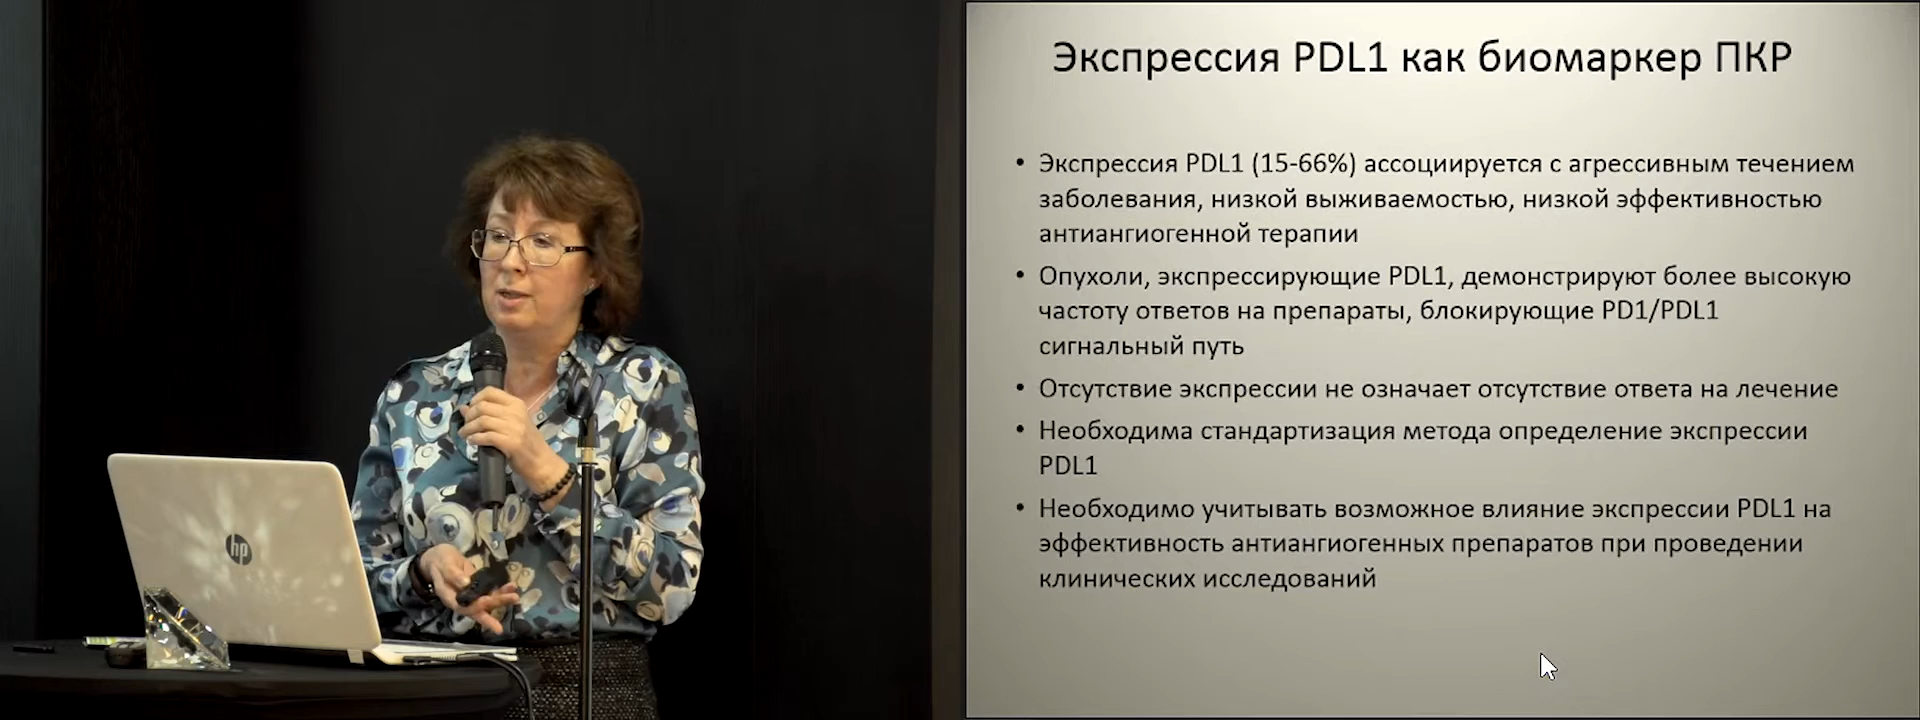 Экспрессия PDL1 как биомаркер ПКР
• Экспрессия PDL1 (15-66%) ассоциируется с агрессивным течением
заболевания, низкой выживаемостью, низкой эффективностью
антиангиогенной терапии
• Опухоли, экспрессирующие PDL1, демонстрируют более высокую
частоту ответов на препараты, блокирующие PD1/PDL1
сигнальный путь
• Отсутствие экспрессии не означает отсутствие ответа на лечение
• Необходима стандартизация метода определение экспрессии
PDL1
• Необходимо учитывать возможное влияние экспрессии PDL1 на
эффективность антиангиогенных препаратов при проведении
клинических исследований
hp